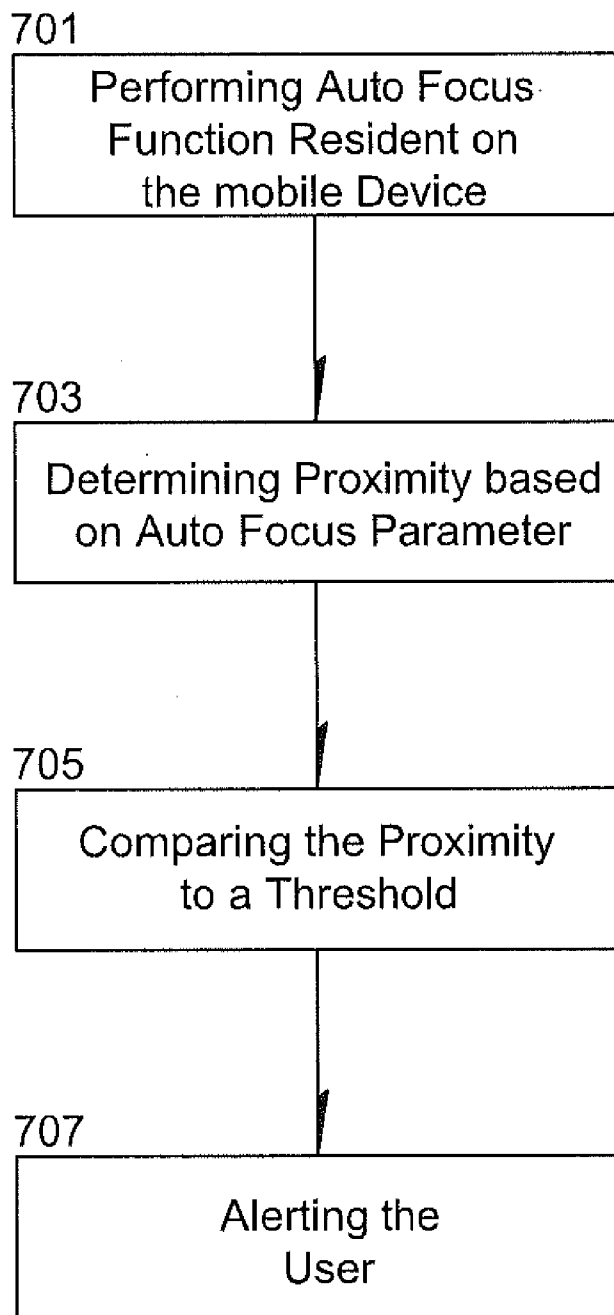 701
Performing Auto Focus
Function Resident on
the mobile Device
703
Determining Proximity based
on Auto Focus Parameter
705
Comparing the Proximity
to a Threshold
707
Alerting the
User